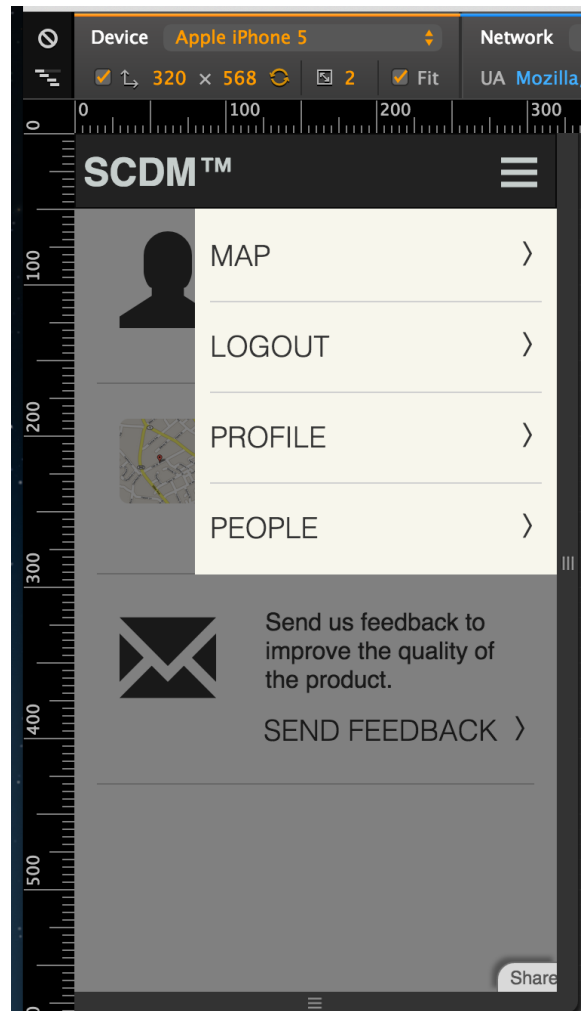 Device Apple iPhone 5 Network
320 × 568 2 Fit UA Mozilla
0 100 200 300
0
100
200
300
400
500
SCDM™
MAP 〉
LOGOUT 〉
PROFILE 〉
PEOPLE 〉
Send us feedback to
improve the quality of
the product.
SEND FEEDBACK 〉
Share